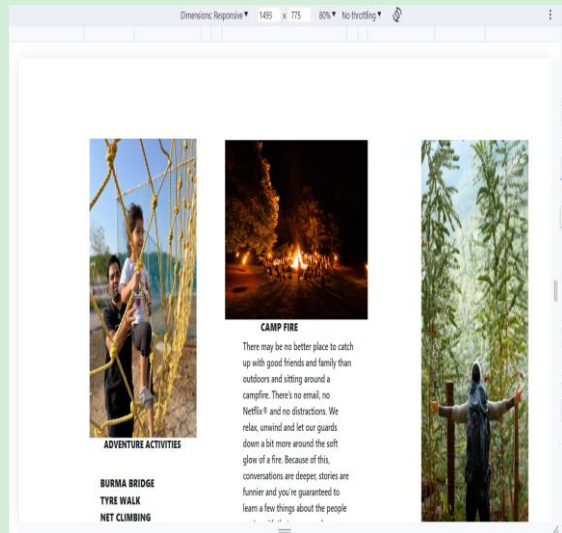 Dimensions: Responsive ▼ 1493 x 775 80% ▼ No throttling ▼
ADVENTURE ACTIVITIES
BURMA BRIDGE
TYRE WALK
NET CLIMBING
CAMP FIRE
There may be no better place to catch
up with good friends and family than
outdoors and sitting around a
campfire. There's no email, no
Netflix® and no distractions. We
relax, unwind and let our guards
down a bit more around the soft
glow of a fire. Because of this,
conversations are deeper, stories are
funnier and you're guaranteed to
learn a few things about the people